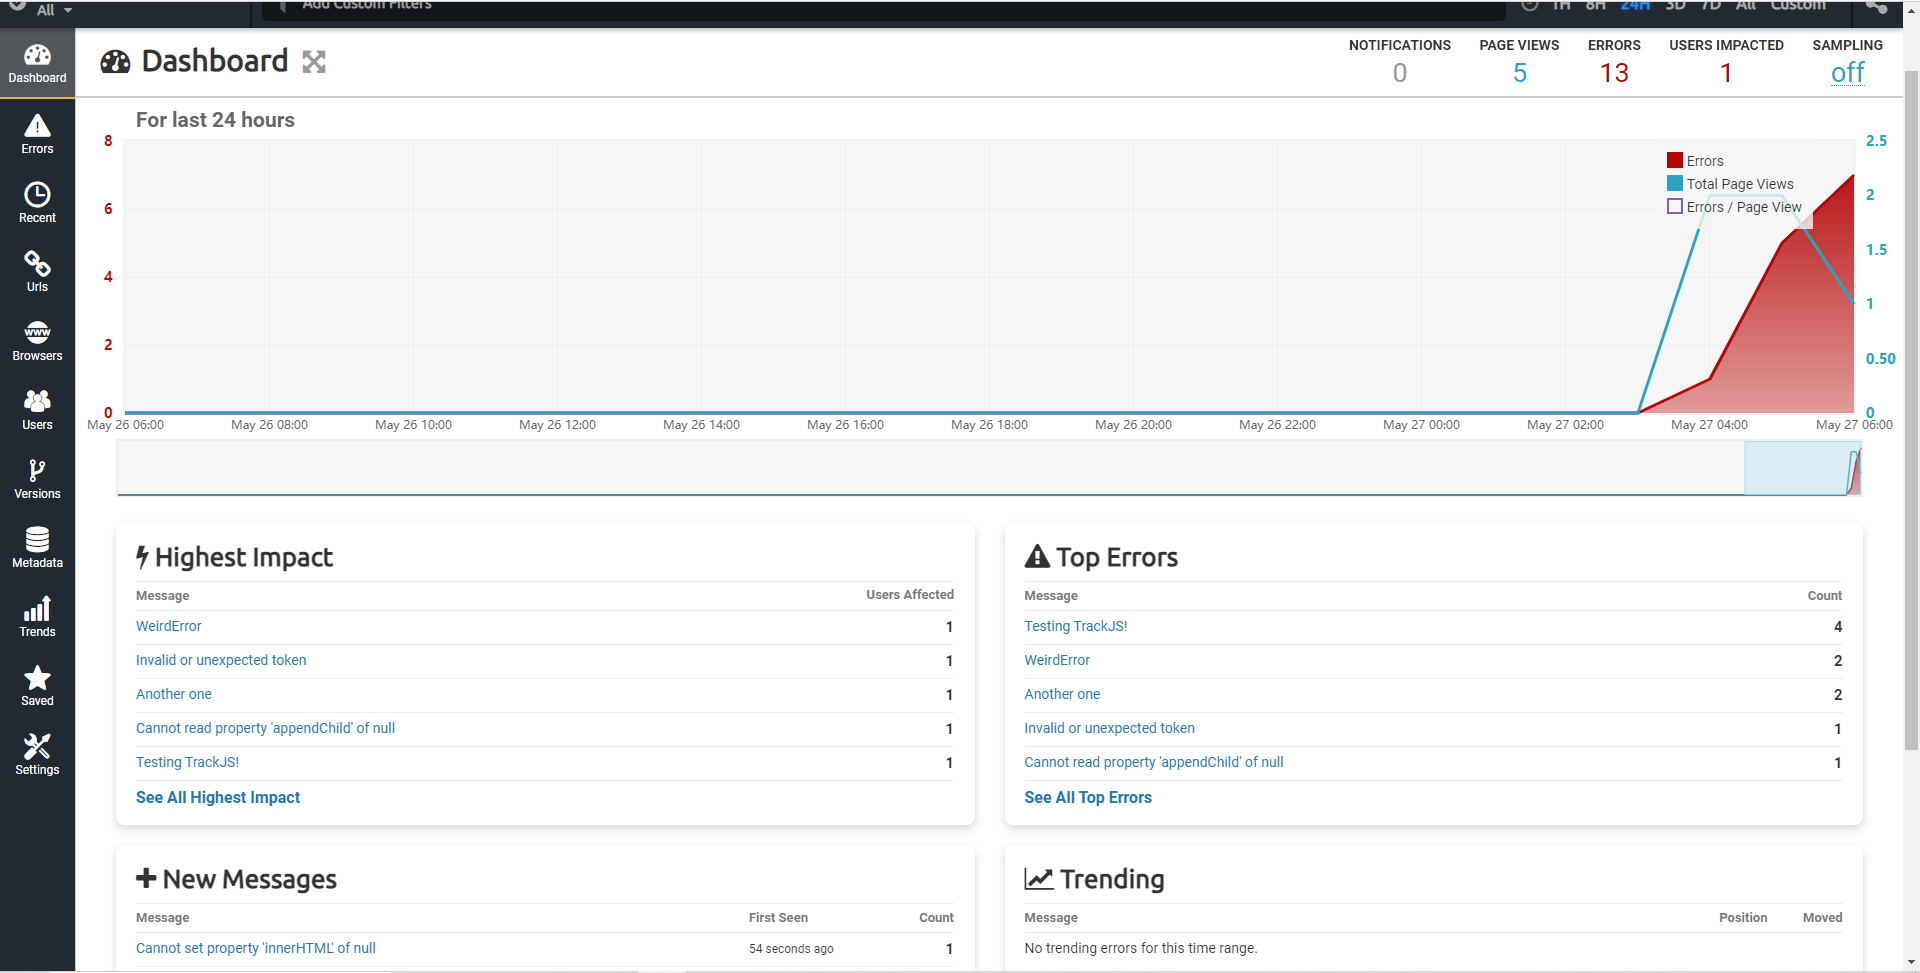 All
Add Custom Filters
1H 8H 24H 3D 7D All Custom
Dashboard
Errors
Recent
Urls
www
Browsers
Users
Versions
Metadata
Trends
Saved
Settings
Dashboard
NOTIFICATIONS
0
PAGE VIEWS
5
ERRORS
13
USERS IMPACTED
1
SAMPLING
off
For last 24 hours
8
6
4
2
0
2.5
2
1.5
1
0.50
0
Errors
Total Page Views
Errors / Page View
May 26 06:00 May 26 08:00 May 26 10:00 May 26 12:00 May 26 14:00 May 26 16:00 May 26 18:00 May 26 20:00 May 26 22:00 May 27 00:00 May 27 02:00 May 27 04:00 May 27 06:00
Highest Impact
Message Users Affected
WeirdError 1
Invalid or unexpected token 1
Another one 1
Cannot read property 'appendChild' of null 1
Testing TrackJS! 1
See All Highest Impact
Top Errors
Message Count
Testing TrackJS! 4
WeirdError 2
Another one 2
Invalid or unexpected token 1
Cannot read property 'appendChild' of null 1
See All Top Errors
New Messages
Message First Seen Count
Cannot set property 'innerHTML' of null 54 seconds ago 1
Trending
Message Position Moved
No trending errors for this time range.